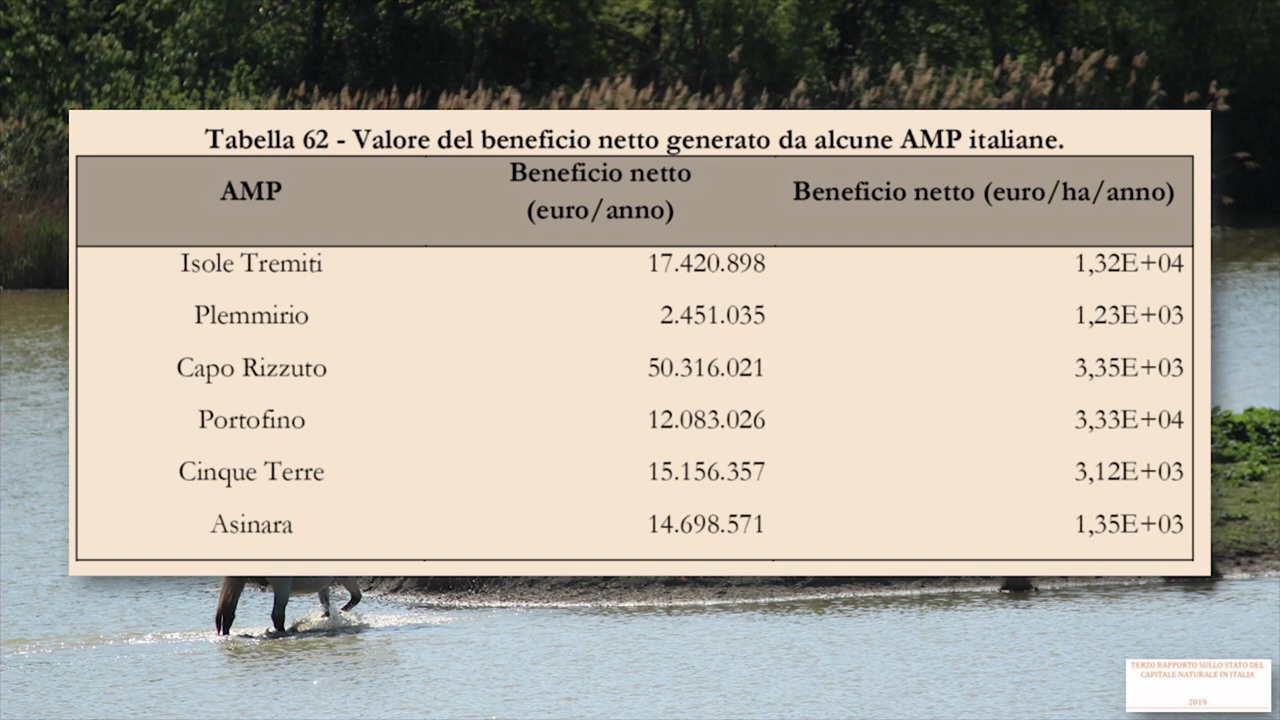 Tabella 62 - Valore del beneficio netto generato da alcune AMP italiane.
AMP
Beneficio netto
(euro/anno)
Beneficio netto (euro/ha/anno)
Isole Tremiti 17.420.898 1,32E+04
Plemmirio 2.451.035 1,23E+03
Capo Rizzuto 50.316.021 3,35E+03
Portofino 12.083.026 3,33E+04
Cinque Terre 15.156.357 3,12E+03
Asinara 14.698.571 1,35E+03
TERZO RAPPORTO SULLO STATO DEL
CAPITALE NATURALE IN ITALIA
2019